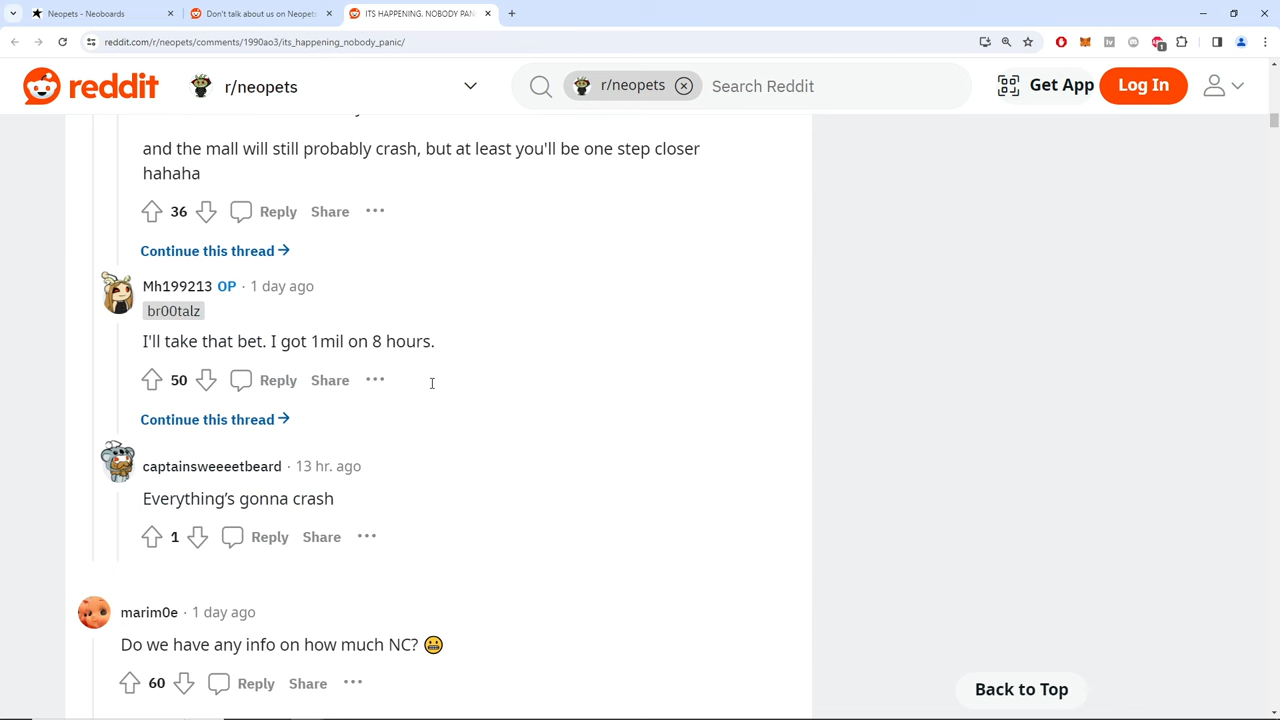 Neopets - Neoboards
Don't talk about us on Neopets
ITS HAPPENING. NOBODY PAN
reddit.com/r/neopets/comments/1990ao3/its_happening_nobody_panic/
reddit
r/neopets
r/neopets
Search Reddit
Get App
Log In
and the mall will still probably crash, but at least you'll be one step closer
hahaha
36 Reply Share
Continue this thread
Mh199213 OP · 1 day ago
br00talz
I'll take that bet. I got 1mil on 8 hours.
50 Reply Share
Continue this thread
captainsweeeetbeard · 13 hr. ago
Everything's gonna crash
1 Reply Share
marim0e · 1 day ago
Do we have any info on how much NC? 😬
60 Reply Share
Back to Top